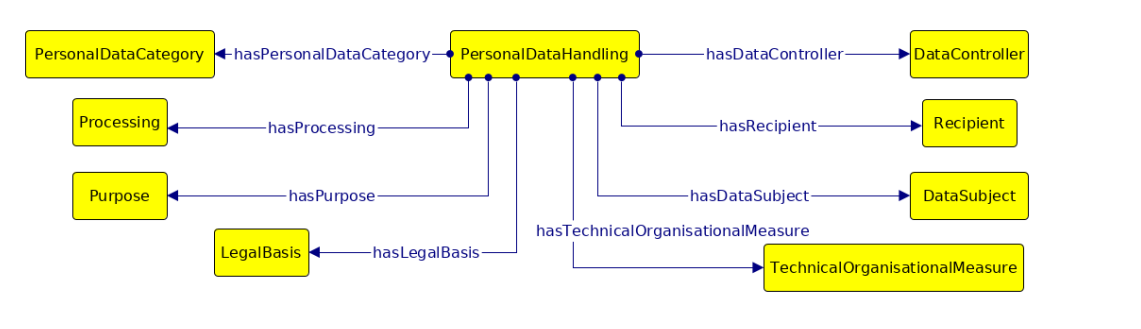 PersonalDataCategory
hasPersonalDataCategory
PersonalDataHandling
hasDataController
DataController
Processing
hasProcessing
hasRecipient
Recipient
Purpose
hasPurpose
hasDataSubject
DataSubject
hasTechnicalOrganisationalMeasure
LegalBasis
hasLegalBasis
TechnicalOrganisationalMeasure